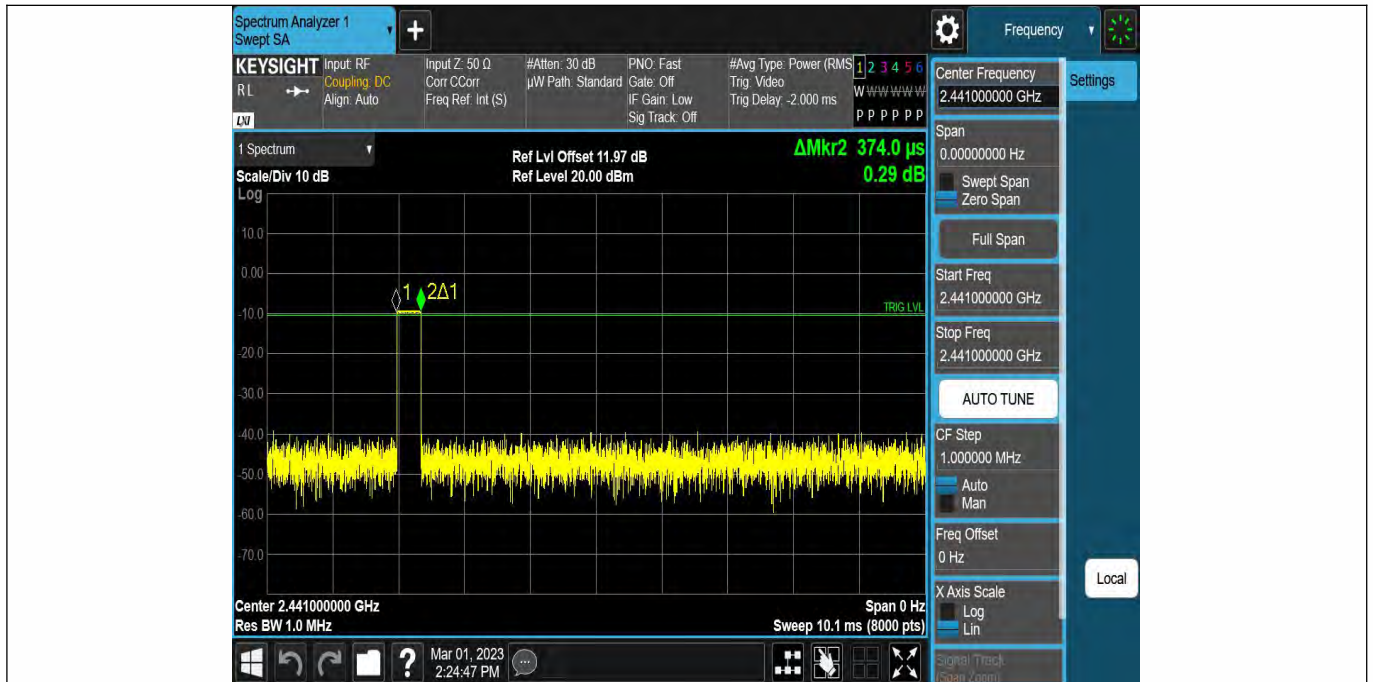 Spectrum Analyzer 1
Swept SA
+
Frequency
KEYSIGHT
RL
LXI
Input: RF
Coupling: DC
Align: Auto
Input Z: 50 Ω
Corr CCorr
Freq Ref: Int (S)
#Atten: 30 dB
µW Path: Standard
PNO: Fast
Gate: Off
IF Gain: Low
Sig Track: Off
#Avg Type: Power (RMS
Trig: Video
Trig Delay: -2.000 ms
1 2 3 4 5 6
W W W W W W
P P P P P P
1 Spectrum
Scale/Div 10 dB
Log
Ref Lvl Offset 11.97 dB
Ref Level 20.00 dBm
ΔMkr2 374.0 µs
0.29 dB
10.0
0.00
-10.0
-20.0
-30.0
-40.0
-50.0
-60.0
-70.0
1 2Δ1
TRIG LVL
Center 2.441000000 GHz
Res BW 1.0 MHz
Span 0 Hz
Sweep 10.1 ms (8000 pts)
Center Frequency
2.441000000 GHz
Settings
Span
0.00000000 Hz
Swept Span
Zero Span
Full Span
Start Freq
2.441000000 GHz
Stop Freq
2.441000000 GHz
AUTO TUNE
CF Step
1.000000 MHz
Auto
Man
Freq Offset
0 Hz
X Axis Scale
Log
Lin
Signal Track
(Span Zoom)
Local
?
Mar 01, 2023
2:24:47 PM